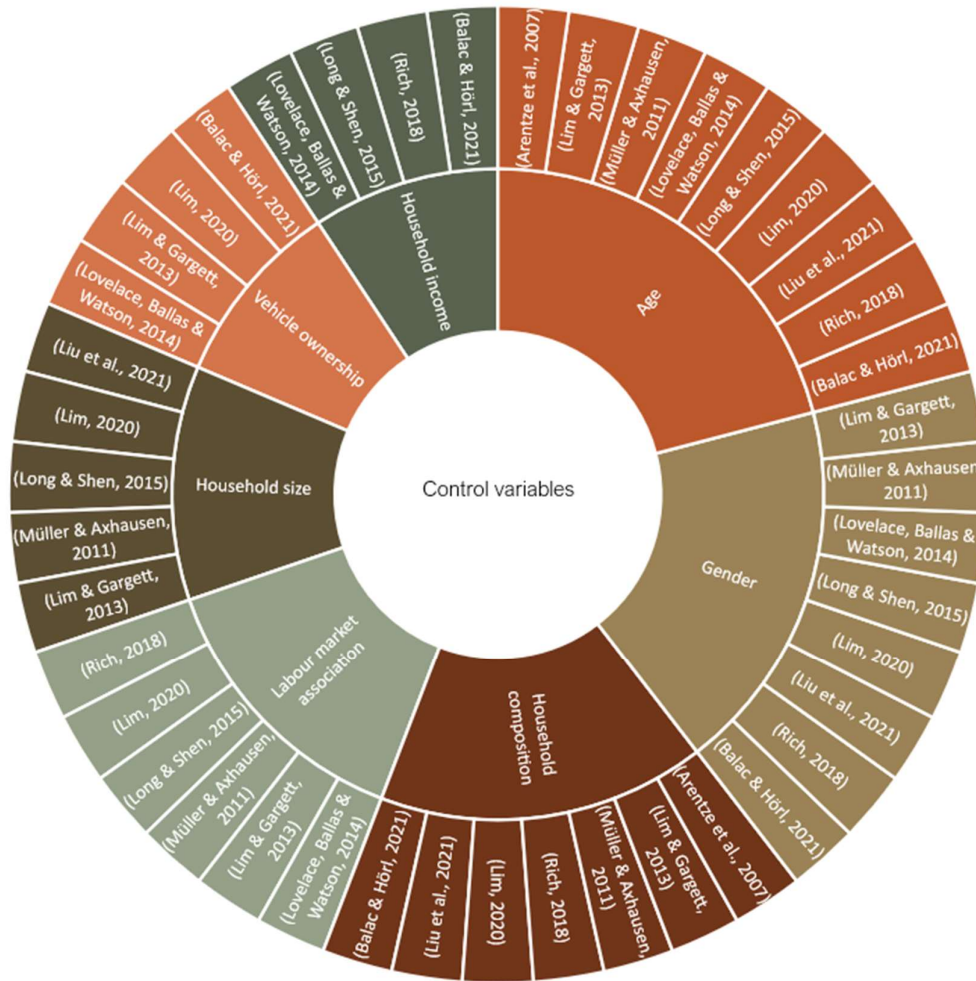 Control variables
Age
(Arentze et al., 2007)
(Lim & Gargett,
2013)
(Müller & Axhausen,
2011)
(Lovelace, Ballas &
Watson, 2014)
(Long & Shen, 2015)
(Lim, 2020)
(Liu et al., 2021)
(Rich, 2018)
(Balac & Hörl, 2021)
Gender
(Lim & Gargett,
2013)
(Müller & Axhausen,
2011)
(Lovelace, Ballas &
Watson, 2014)
(Long & Shen, 2015)
(Lim, 2020)
(Liu et al., 2021)
(Rich, 2018)
(Balac & Hörl, 2021)
Household
composition
(Arentze et al., 2007)
(Lim & Gargett,
2013)
(Müller & Axhausen,
2011)
(Rich, 2018)
(Lim, 2020)
(Liu et al., 2021)
(Balac & Hörl, 2021)
Labour market
association
(Lovelace, Ballas &
Watson, 2014)
(Lim & Gargett,
2013)
(Müller & Axhausen,
2011)
(Long & Shen, 2015)
(Lim, 2020)
(Rich, 2018)
Household size
(Lim & Gargett,
2013)
(Müller & Axhausen,
2011)
(Long & Shen, 2015)
(Lim, 2020)
(Liu et al., 2021)
Vehicle ownership
(Lovelace, Ballas &
Watson, 2014)
(Lim & Gargett,
2013)
(Lim, 2020)
(Balac & Hörl, 2021)
Household income
(Lovelace, Ballas &
Watson, 2014)
(Long & Shen, 2015)
(Rich, 2018)
(Balac & Hörl, 2021)